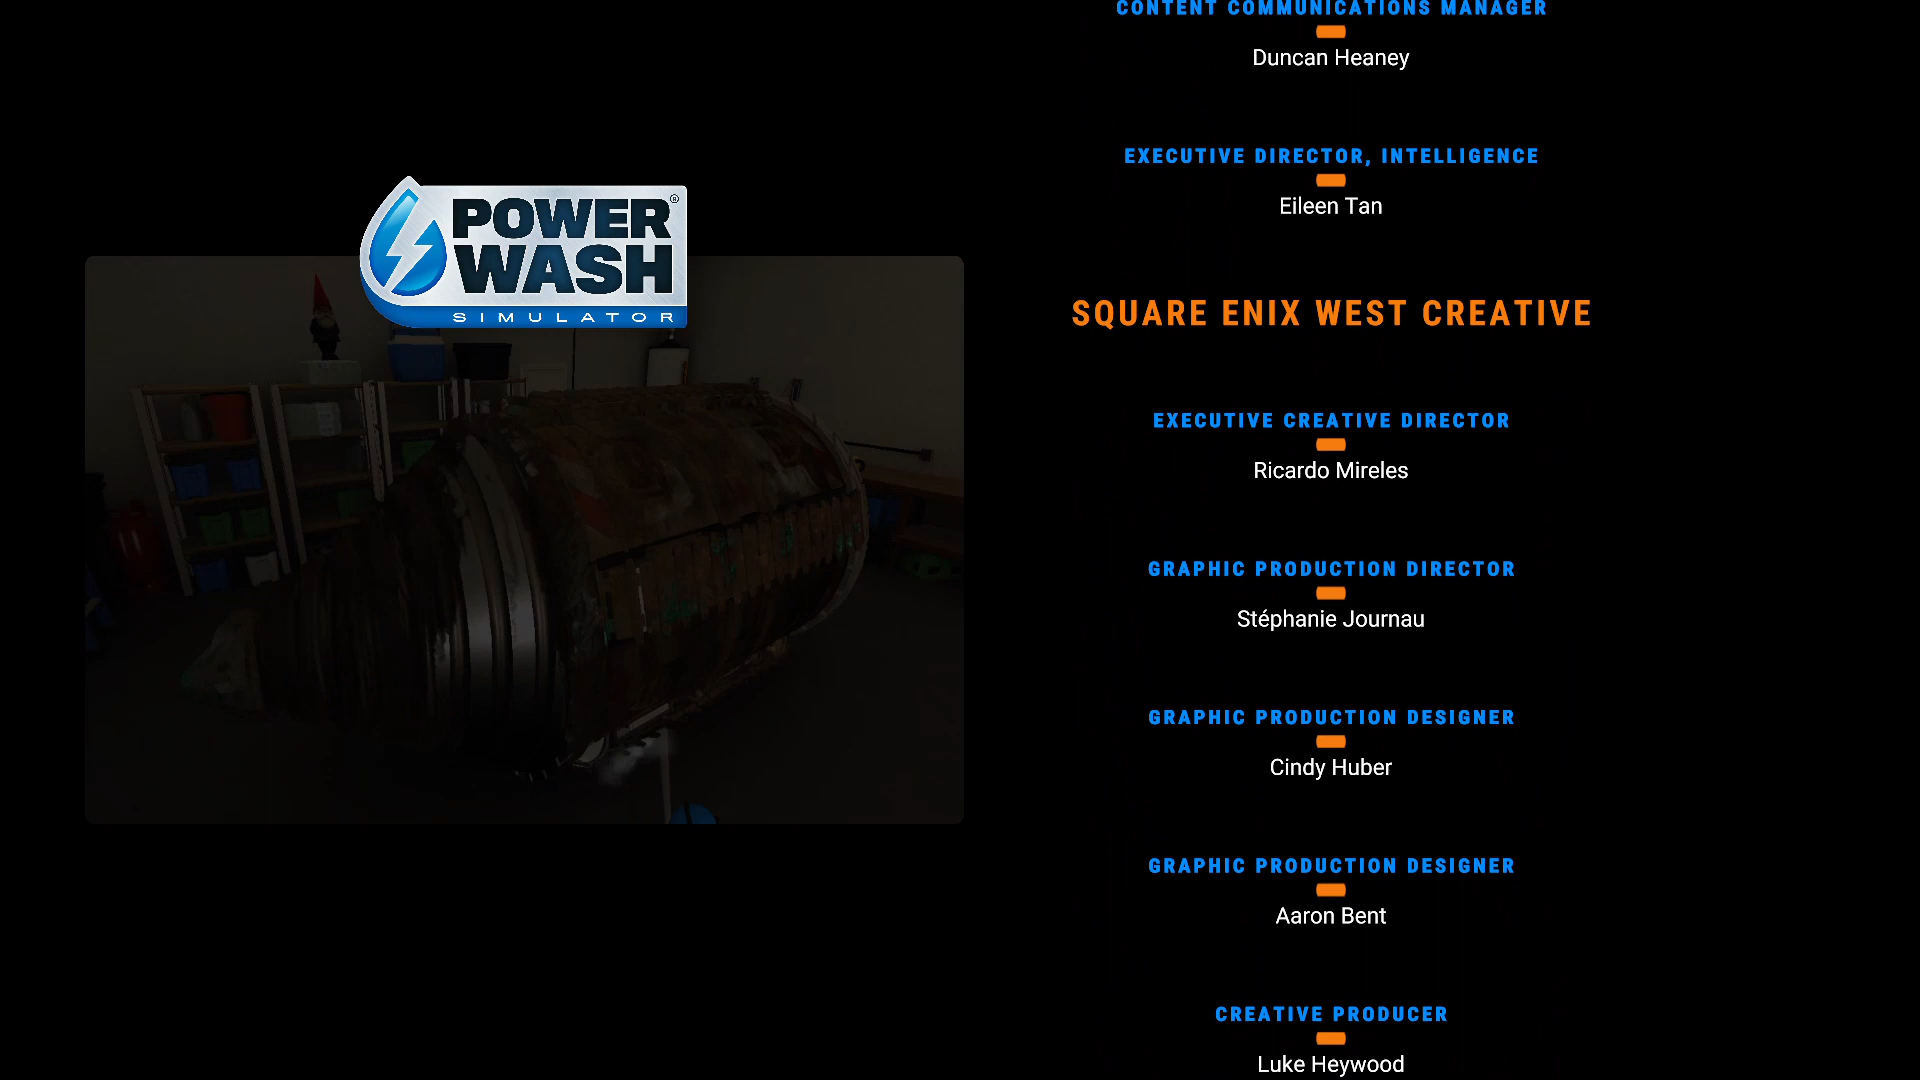 POWER
WASH
SIMULATOR
CONTENT COMMUNICATIONS MANAGER
Duncan Heaney
EXECUTIVE DIRECTOR, INTELLIGENCE
Eileen Tan
SQUARE ENIX WEST CREATIVE
EXECUTIVE CREATIVE DIRECTOR
Ricardo Mireles
GRAPHIC PRODUCTION DIRECTOR
Stéphanie Journau
GRAPHIC PRODUCTION DESIGNER
Cindy Huber
GRAPHIC PRODUCTION DESIGNER
Aaron Bent
CREATIVE PRODUCER
Luke Heywood